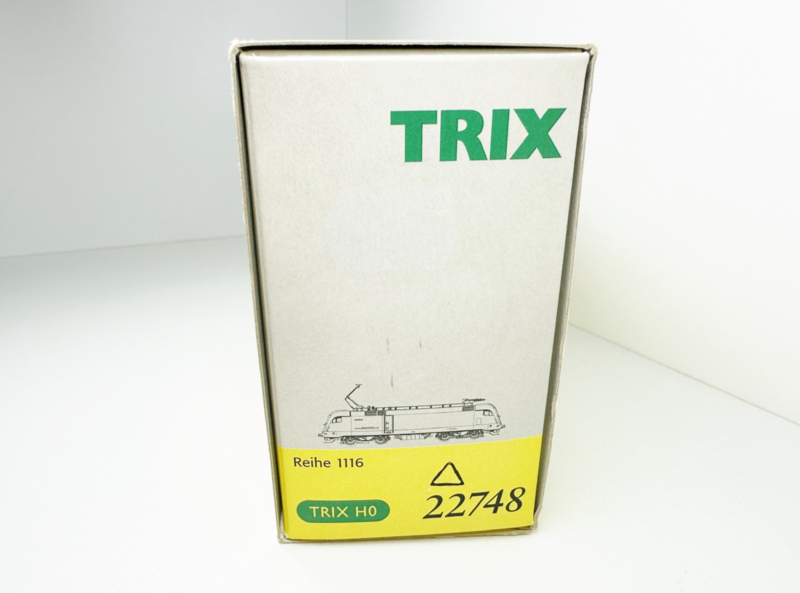 TRIX
Reihe 1116
TRIX H0
22748